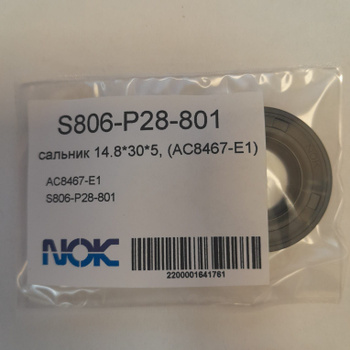 S806-P28-801
сальник 14.8*30*5, (AC8467-E1)
AC8467-E1
S806-P28-801
NOK
2200001641761